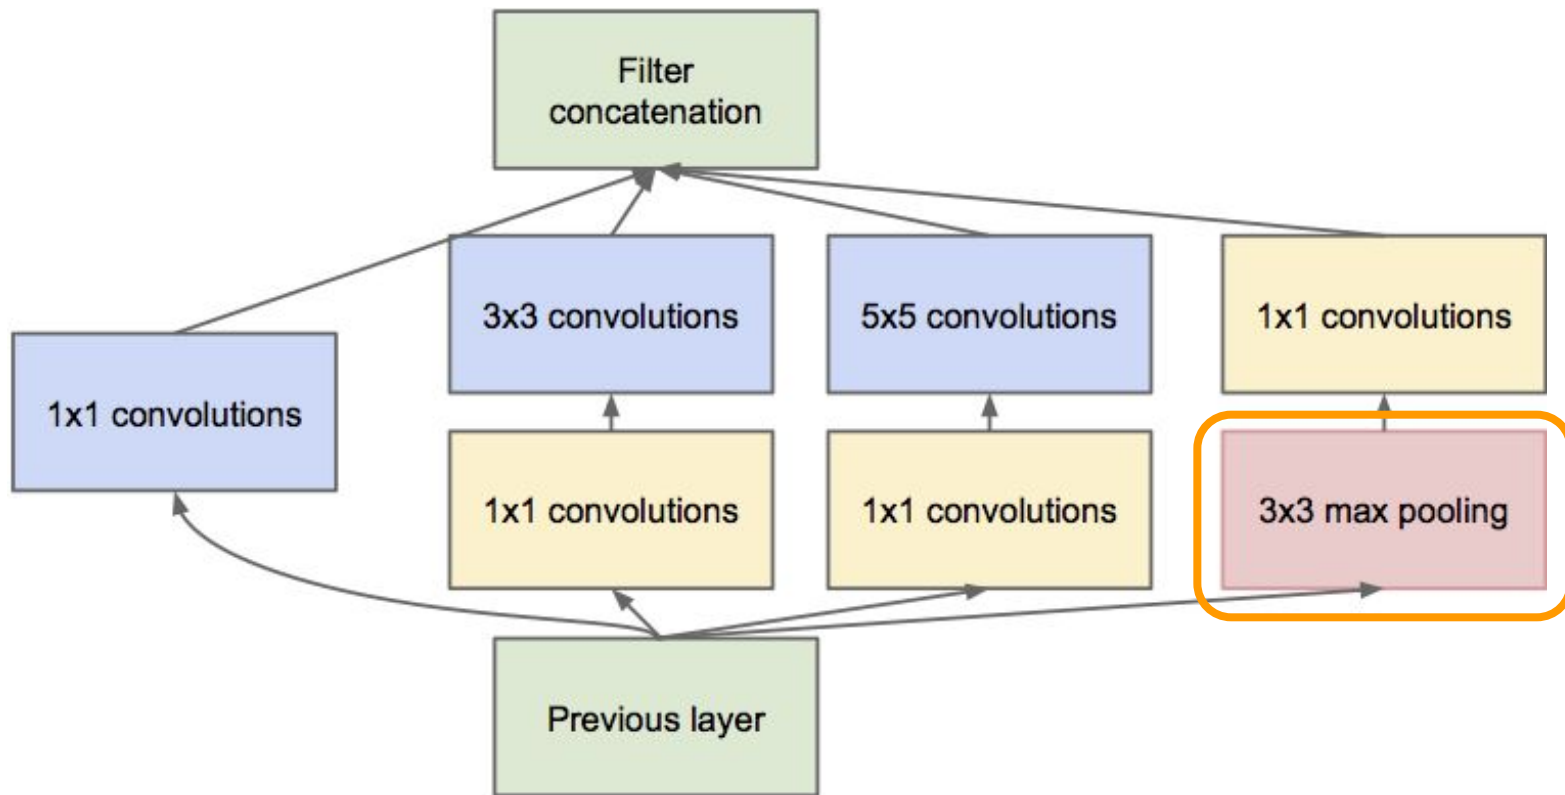 Filter
concatenation
3x3 convolutions
5x5 convolutions
1x1 convolutions
1x1 convolutions
1x1 convolutions
1x1 convolutions
3x3 max pooling
Previous layer